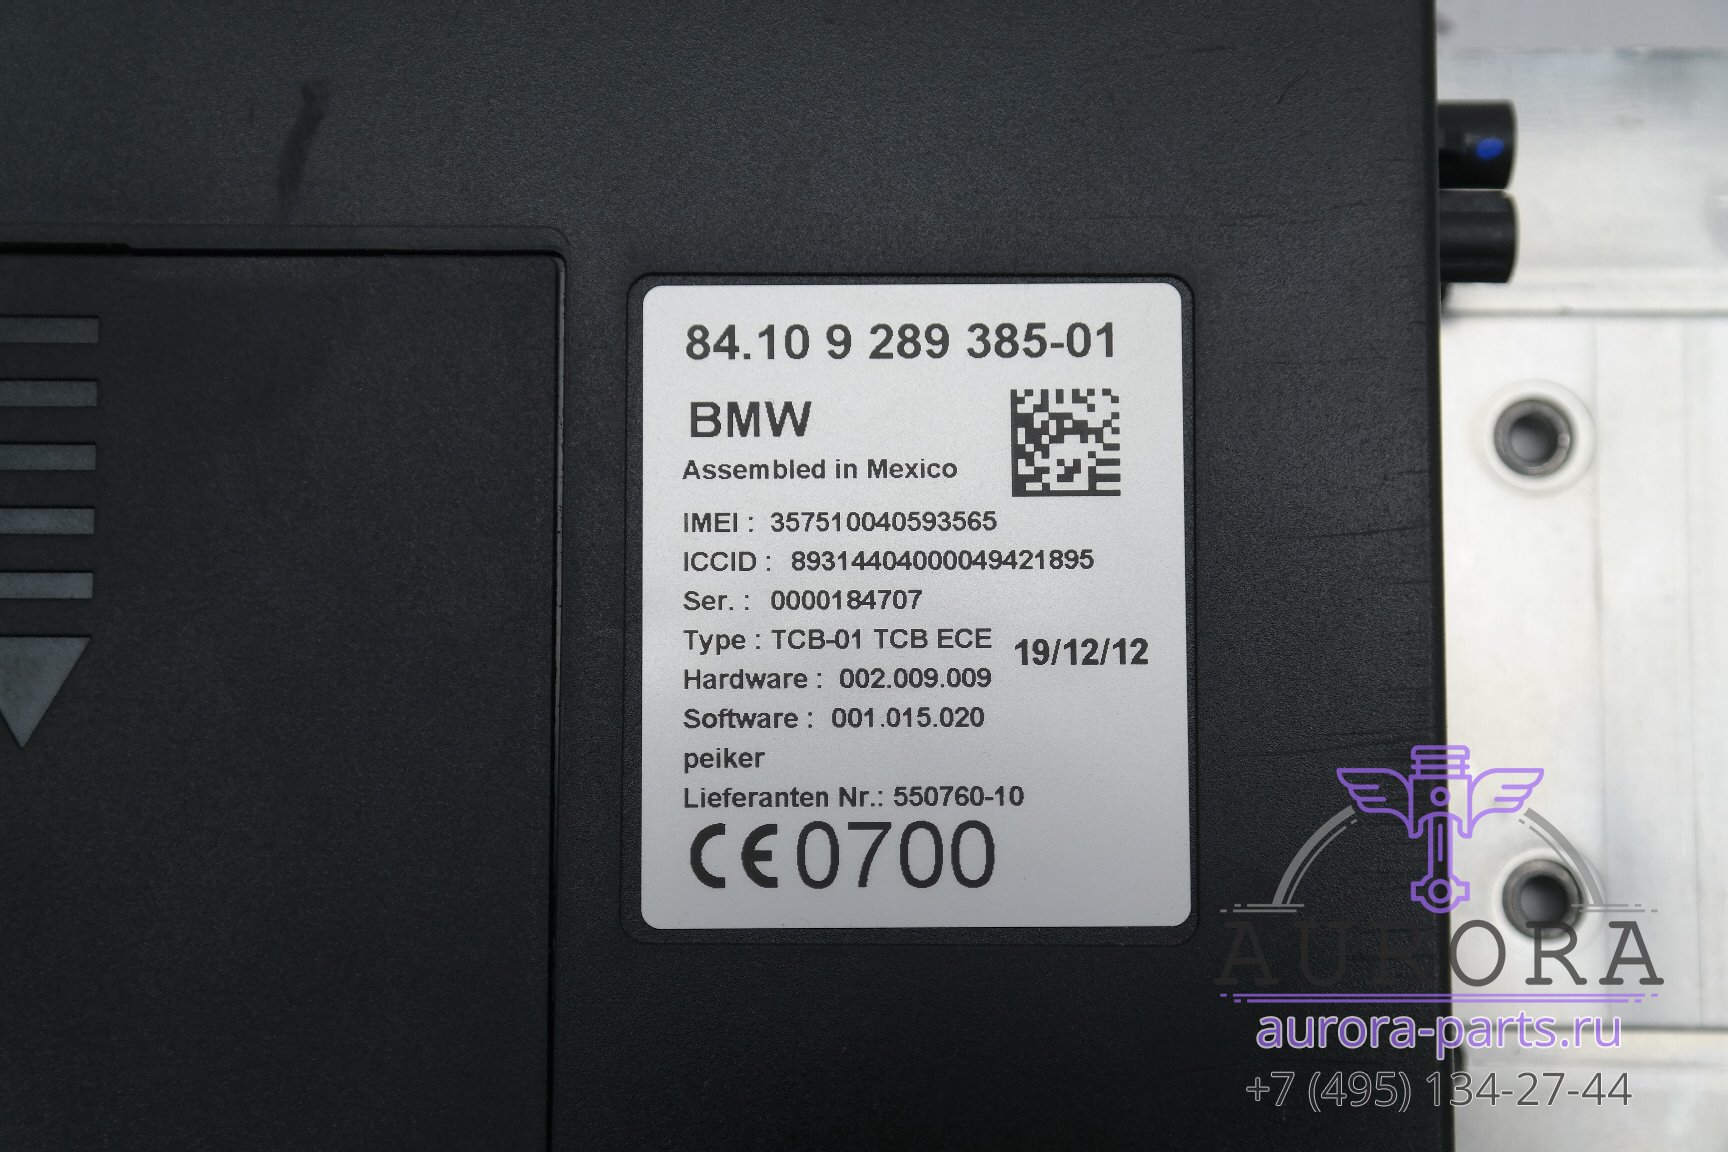 84.10 9 289 385-01
BMW
Assembled in Mexico
IMEI : 357510040593565
ICCID : 89314404000049421895
Ser. : 0000184707
Type : TCB-01 TCB ECE
19/12/12
Hardware : 002.009.009
Software : 001.015.020
peiker
Lieferanten Nr.: 550760-10
CE0700
AURORA
aurora-parts.ru
+7 (495) 134-27-44